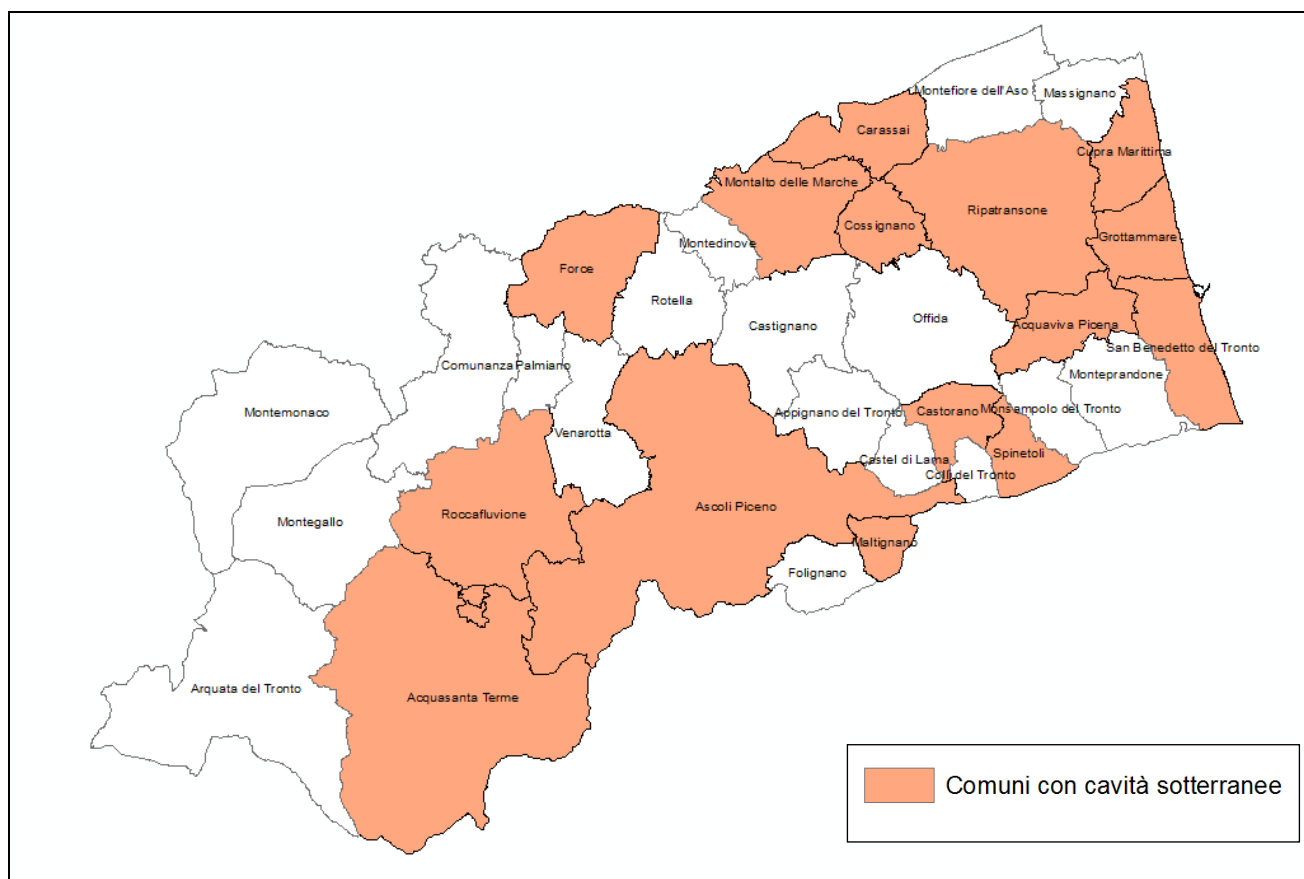 Montefiore dell'Aso
Massignano
Carassai
Cupra Marittima
Montalto delle Marche
Ripatransone
Cossignano
Grottammare
Montedinove
Force
Rotella
Castignano
Offida
Acquaviva Picena
San Benedetto del Tronto
Comunanza
Palmiano
Monteprandone
Montemonaco
Appignano del Tronto
Castorano
Monsampolo del Tronto
Venarotta
Castel di Lama
Spinetoli
Colli del Tronto
Ascoli Piceno
Roccafluvione
Montegallo
Maltignano
Folignano
Arquata del Tronto
Acquasanta Terme
Comuni con cavità sotterranee